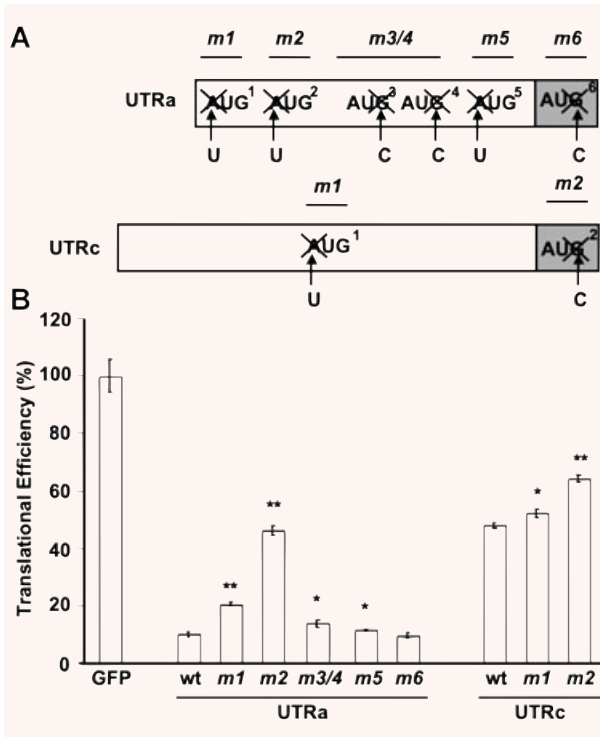 A
m1 m2 m3/4 m5 m6
UTRa AUG1 AUG2 AUG3 AUG4 AUG5 AUG6
U U C C U C
m1 m2
UTRc AUG1 AUG2
U C
B
Translational Efficiency (%)
120
100
80
60
40
20
0
** ** * * * **
GFP wt m1 m2 m3/4 m5 m6 wt m1 m2
UTRa UTRc